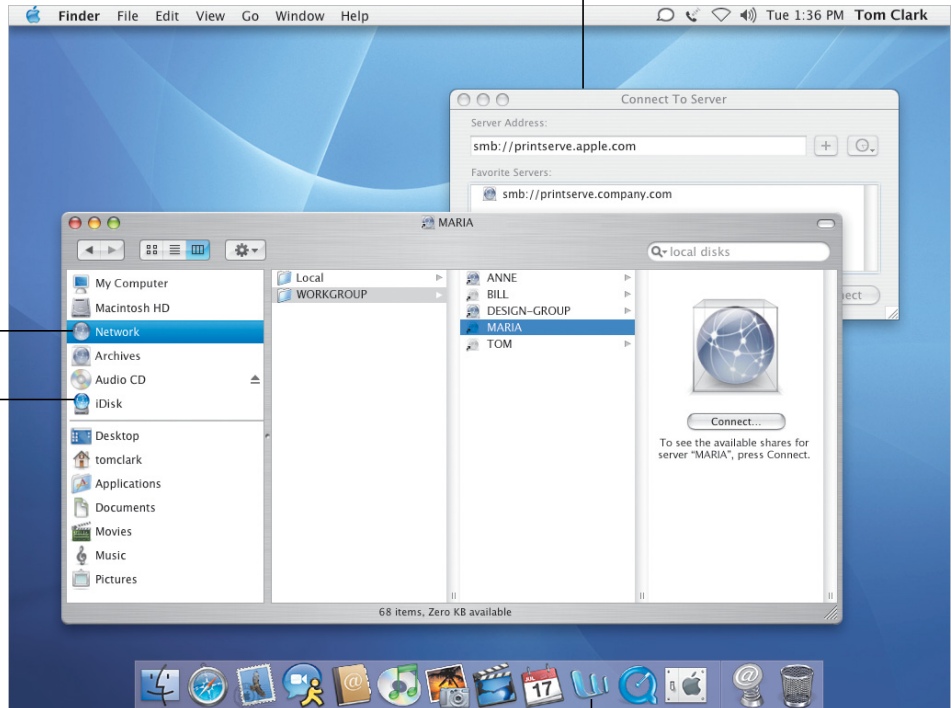 Finder File Edit View Go Window Help Tue 1:36 PM Tom Clark
Connect To Server
Server Address:
smb://printserve.apple.com
Favorite Servers:
smb://printserve.company.com
MARIA
local disks
My Computer
Macintosh HD
Network
Archives
Audio CD
iDisk
Desktop
tomclark
Applications
Documents
Movies
Music
Pictures
Local
WORKGROUP
ANNE
BILL
DESIGN-GROUP
MARIA
TOM
Connect...
To see the available shares for
server "MARIA", press Connect.
68 items, Zero KB available
JUL
17